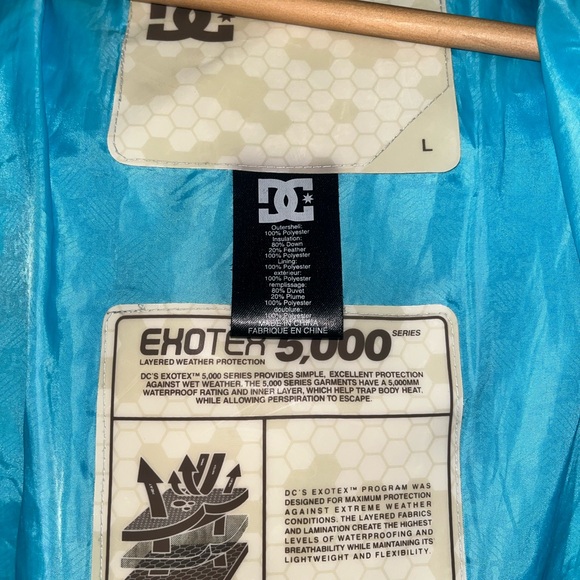 DC
L
DC
Outershell:
100% Polyester
Insulation:
80% Down
20% Feather
100% Polyester
Lining:
100% Polyester
extérieur:
100% Polyester
remplissage:
80% Duvet
20% Plume
100% Polyester
doublure:
100% Polyester
MADE IN CHINA
FABRIQUE EN CHINE
EXOTEX 5,000 SERIES
LAYERED WEATHER PROTECTION
DC'S EXOTEX™ 5,000 SERIES PROVIDES SIMPLE, EXCELLENT PROTECTION
AGAINST WET WEATHER. THE 5,000 SERIES GARMENTS HAVE A 5,000MM
WATERPROOF RATING AND INNER LAYER, WHICH HELP TRAP BODY HEAT,
WHILE ALLOWING PERSPIRATION TO ESCAPE.
DC'S EXOTEX™ PROGRAM WAS
DESIGNED FOR MAXIMUM PROTECTION
AGAINST EXTREME WEATHER
CONDITIONS. THE LAYERED FABRICS
AND LAMINATION CREATE THE HIGHEST
LEVELS OF WATERPROOFING AND
BREATHABILITY WHILE MAINTAINING ITS
LIGHTWEIGHT AND FLEXIBILITY.